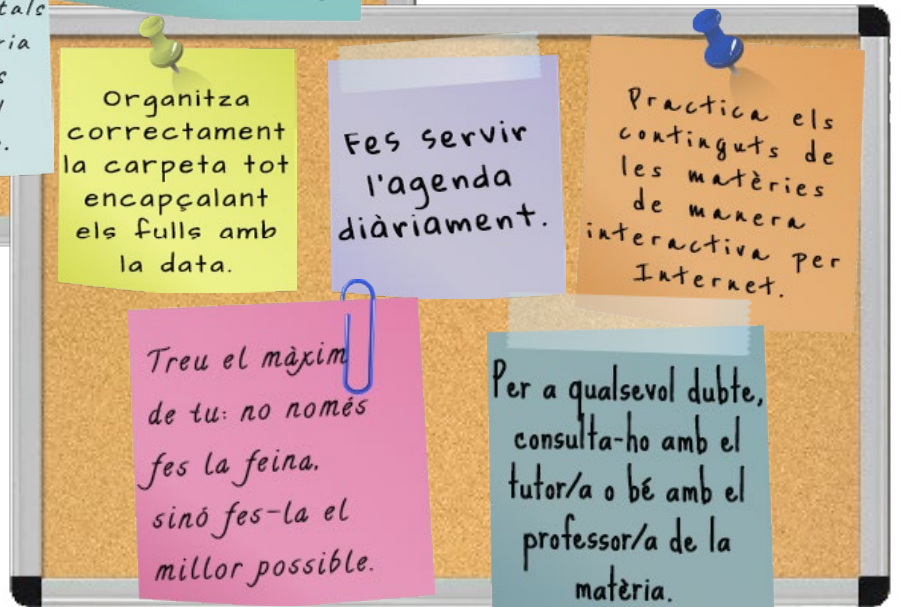 tals
ria
s
Organitza
correctament
la carpeta tot
encapçalant
els fulls amb
la data.
Fes servir
l'agenda
diàriament.
Practica els
continguts de
les matèries
de manera
interactiva per
Internet.
Treu el màxim
de tu: no només
fes la feina,
sinó fes-la el
millor possible.
Per a qualsevol dubte,
consulta-ho amb el
tutor/a o bé amb el
professor/a de la
matèria.